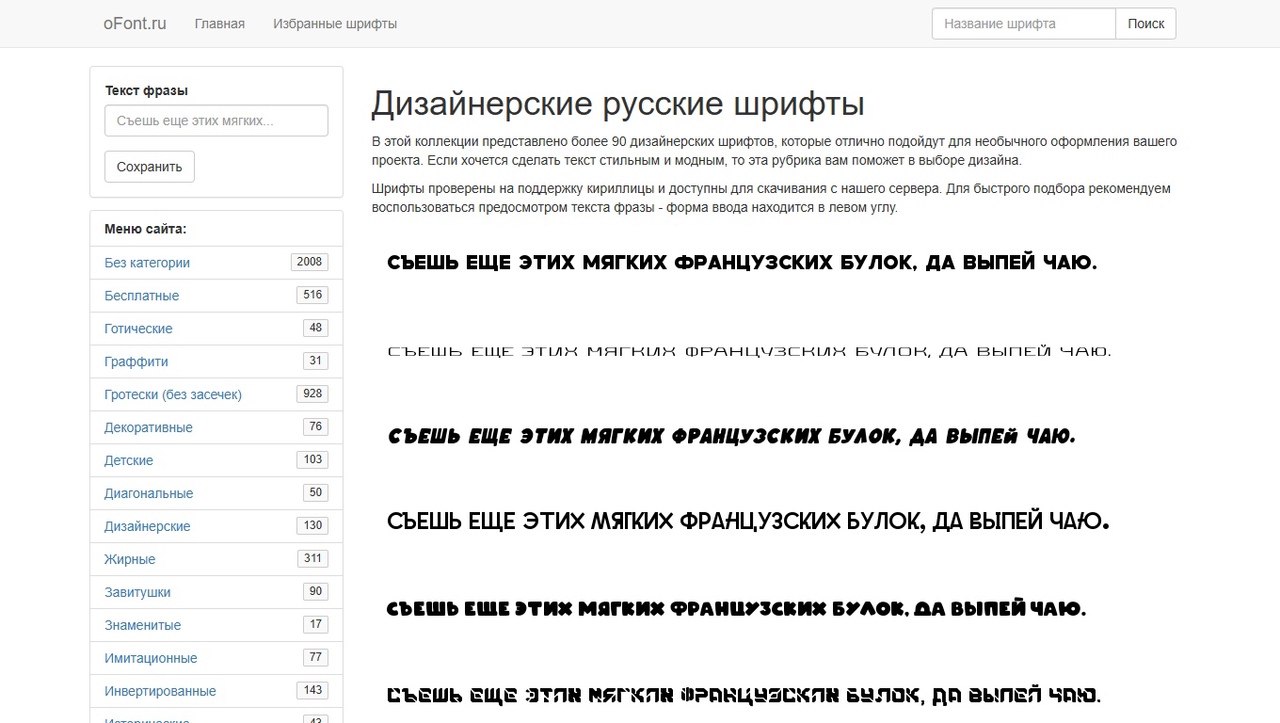 oFont.ru Главная Избранные шрифты Название шрифта Поиск
Текст фразы
Съешь еще этих мягких...
Сохранить
Меню сайта:
Без категории 2008
Бесплатные 516
Готические 48
Граффити 31
Гротески (без засечек) 928
Декоративные 76
Детские 103
Диагональные 50
Дизайнерские 130
Жирные 311
Завитушки 90
Знаменитые 17
Имитационные 77
Инвертированные 143
Исторические 43
Дизайнерские русские шрифты
В этой коллекции представлено более 90 дизайнерских шрифтов, которые отлично подойдут для необычного оформления вашего
проекта. Если хочется сделать текст стильным и модным, то эта рубрика вам поможет в выборе дизайна.
Шрифты проверены на поддержку кириллицы и доступны для скачивания с нашего сервера. Для быстрого подбора рекомендуем
воспользоваться предосмотром текста фразы - форма ввода находится в левом углу.
СЪЕШЬ ЕЩЕ ЭТИХ МЯГКИХ ФРАНЦУЗСКИХ БУЛОК, ДА ВЫПЕЙ ЧАЮ.
СЪЕШЬ ЕЩЕ ЭТИХ МЯГКИХ ФРАНЦУЗСКИХ БУЛОК, ДА ВЫПЕЙ ЧАЮ.
СЪЕШЬ ЕЩЕ ЭТИХ МЯГКИХ ФРАНЦУЗСКИХ БУЛОК, ДА ВЫПЕЙ ЧАЮ.
СЪЕШЬ ЕЩЕ ЭТИХ МЯГКИХ ФРАНЦУЗСКИХ БУЛОК, ДА ВЫПЕЙ ЧАЮ.
СЪЕШЬ ЕЩЕ ЭТИХ МЯГКИХ ФРАНЦУЗСКИХ БУЛОК, ДА ВЫПЕЙ ЧАЮ.
СЪЕШЬ ЕЩЕ ЭТИХ МЯГКИХ ФРАНЦУЗСКИХ БУЛОК, ДА ВЫПЕЙ ЧАЮ.